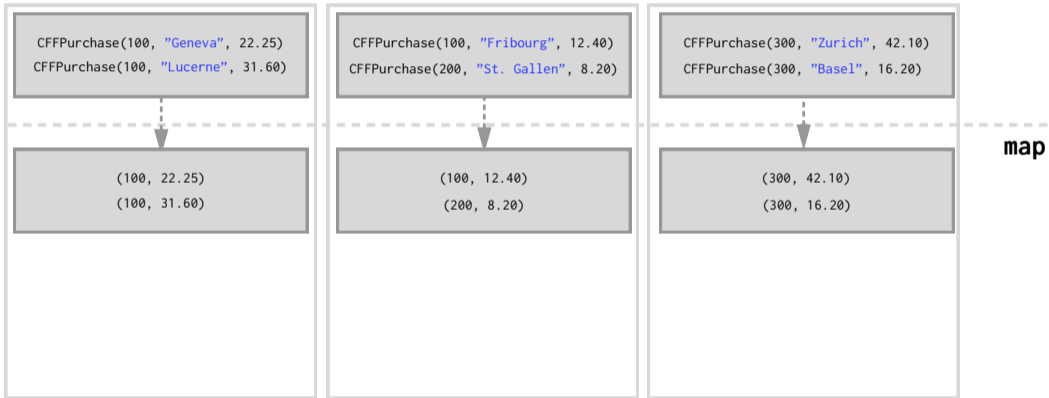 CFFPurchase(100, ”Geneva”, 22.25)
CFFPurchase(100, ”Lucerne”, 31.60)
CFFPurchase(100, ”Fribourg”, 12.40)
CFFPurchase(200, ”St. Gallen”, 8.20)
CFFPurchase(300, ”Zurich”, 42.10)
CFFPurchase(300, ”Basel”, 16.20)
map
(100, 22.25)
(100, 31.60)
(100, 12.40)
(200, 8.20)
(300, 42.10)
(300, 16.20)